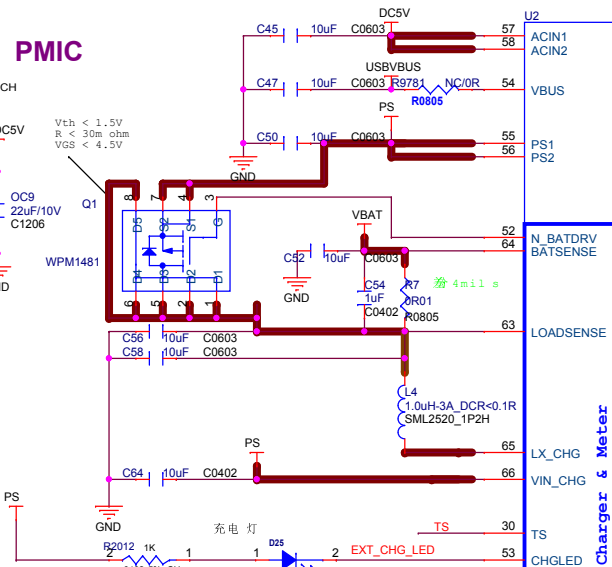 PMIC
CH
C5V
Vth < 1.5V
R < 30m ohm
VGS < 4.5V
OC9
22uF/10V
C1206
ND
Q1
WPM1481
8
7
4
3
D5
S2
S1
G
D4
D3
D2
D1
6
5
2
1
DC5V
C45
10uF
C0603
USBVBUS
C47
10uF
C0603
R9781
NC/0R
R0805
PS
C50
10uF
C0603
GND
U2
57
ACIN1
58
ACIN2
54
VBUS
55
PS1
56
PS2
52
N_BATDRV
64
BATSENSE
VBAT
C52
10uF
C0603
GND
C54
1uF
C0402
R7
0R01
R0805
4mil s
63
LOADSENSE
C56
10uF
C0603
C58
10uF
C0603
L4
1.0uH-3A_DCR<0.1R
SML2520_1P2H
65
LX_CHG
PS
66
VIN_CHG
C64
10uF
C0402
GND
Charger & Meter
PS
充电 灯
TS
30
TS
R2012
1K
2
1
1
D25
2
EXT_CHG_LED
53
CHGLED